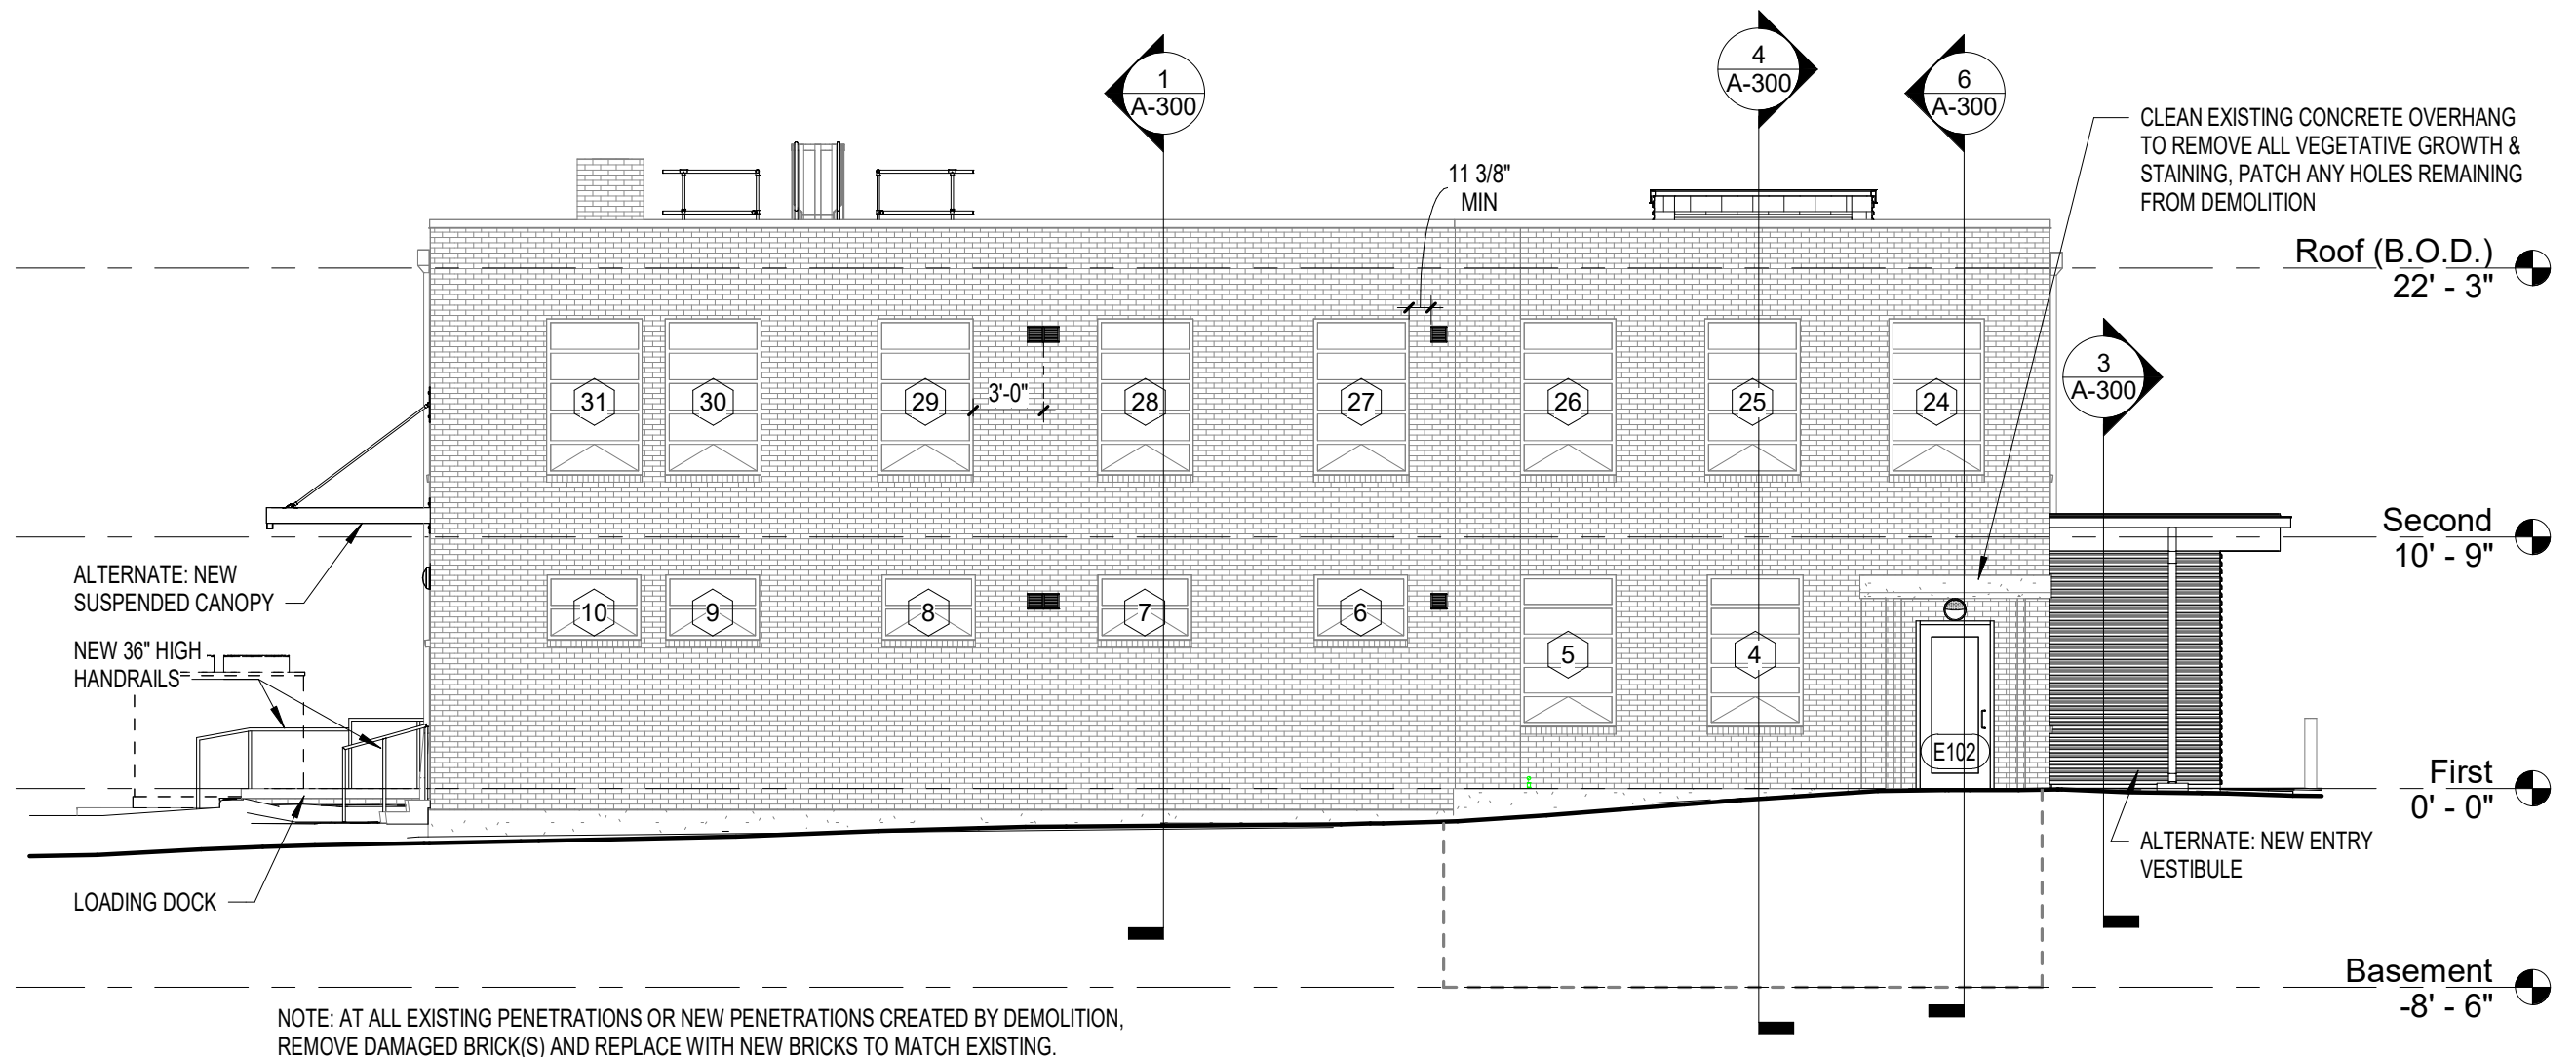 1
A-300
4
A-300
6
A-300
CLEAN EXISTING CONCRETE OVERHANG
TO REMOVE ALL VEGETATIVE GROWTH &
STAINING, PATCH ANY HOLES REMAINING
FROM DEMOLITION
11 3/8"
MIN
Roof (B.O.D.)
22' - 3"
3
A-300
31
30
29
3'-0"
28
27
26
25
24
Second
10' - 9"
ALTERNATE: NEW
SUSPENDED CANOPY
10
9
8
7
6
5
4
NEW 36" HIGH
HANDRAILS
E102
First
0' - 0"
ALTERNATE: NEW ENTRY
VESTIBULE
LOADING DOCK
Basement
-8' - 6"
NOTE: AT ALL EXISTING PENETRATIONS OR NEW PENETRATIONS CREATED BY DEMOLITION,
REMOVE DAMAGED BRICK(S) AND REPLACE WITH NEW BRICKS TO MATCH EXISTING.